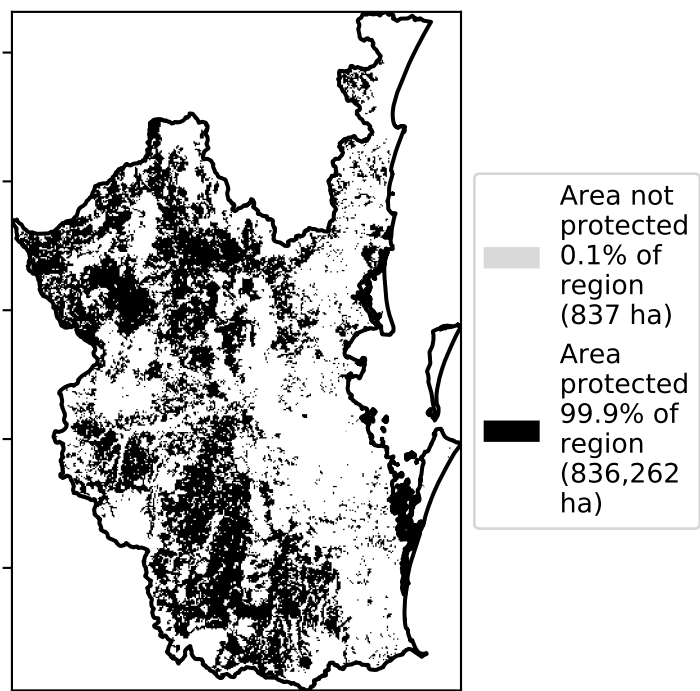 Area not
protected
0.1% of
region
(837 ha)
Area
protected
99.9% of
region
(836,262
ha)